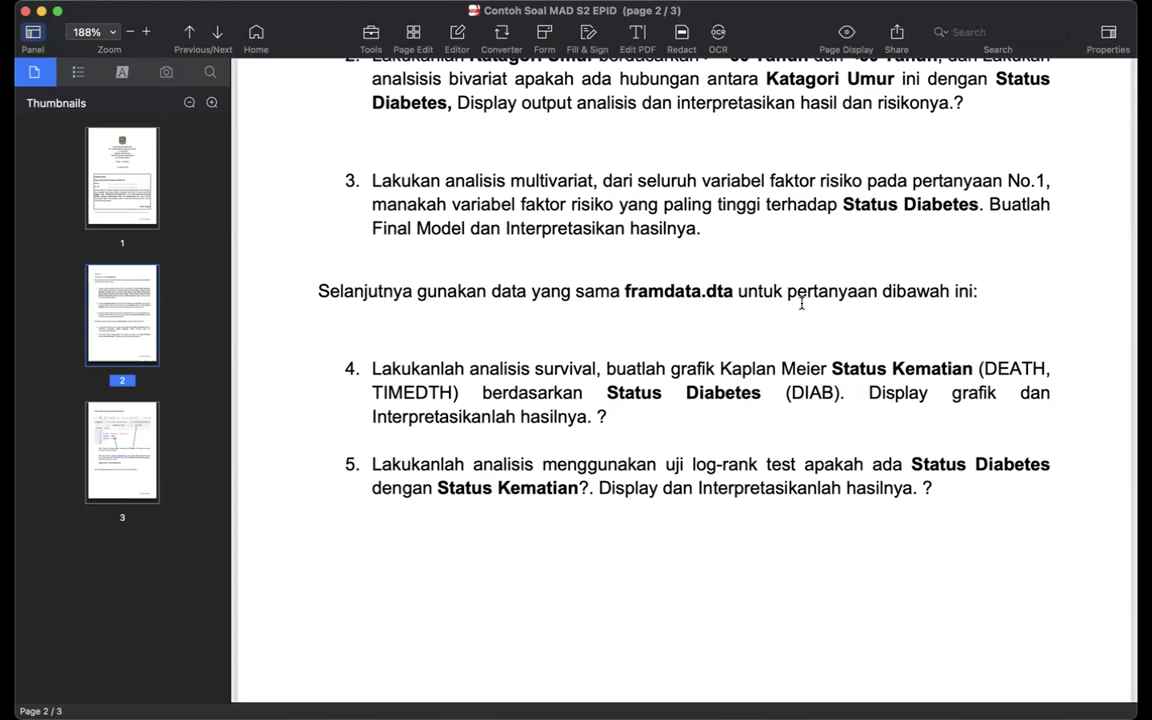 Contoh Soal MAD S2 EPID (page 2 / 3)
188%
Panel
Zoom
Previous/Next
Home
Tools
Page Edit
Editor
Converter
Form
Fill & Sign
Edit PDF
Redact
OCR
OCR
Page Display
Share
Search
Search
Properties
Thumbnails
1
2
3
analsisis bivariat apakah ada hubungan antara Katagori Umur ini dengan Status
Diabetes, Display output analisis dan interpretasikan hasil dan risikonya.?
3. Lakukan analisis multivariat, dari seluruh variabel faktor risiko pada pertanyaan No.1,
manakah variabel faktor risiko yang paling tinggi terhadap Status Diabetes. Buatlah
Final Model dan Interpretasikan hasilnya.
Selanjutnya gunakan data yang sama framdata.dta untuk pertanyaan dibawah ini:
4. Lakukanlah analisis survival, buatlah grafik Kaplan Meier Status Kematian (DEATH,
TIMEDTH) berdasarkan Status Diabetes (DIAB). Display grafik dan
Interpretasikanlah hasilnya. ?
5. Lakukanlah analisis menggunakan uji log-rank test apakah ada Status Diabetes
dengan Status Kematian?. Display dan Interpretasikanlah hasilnya. ?
Page 2 / 3